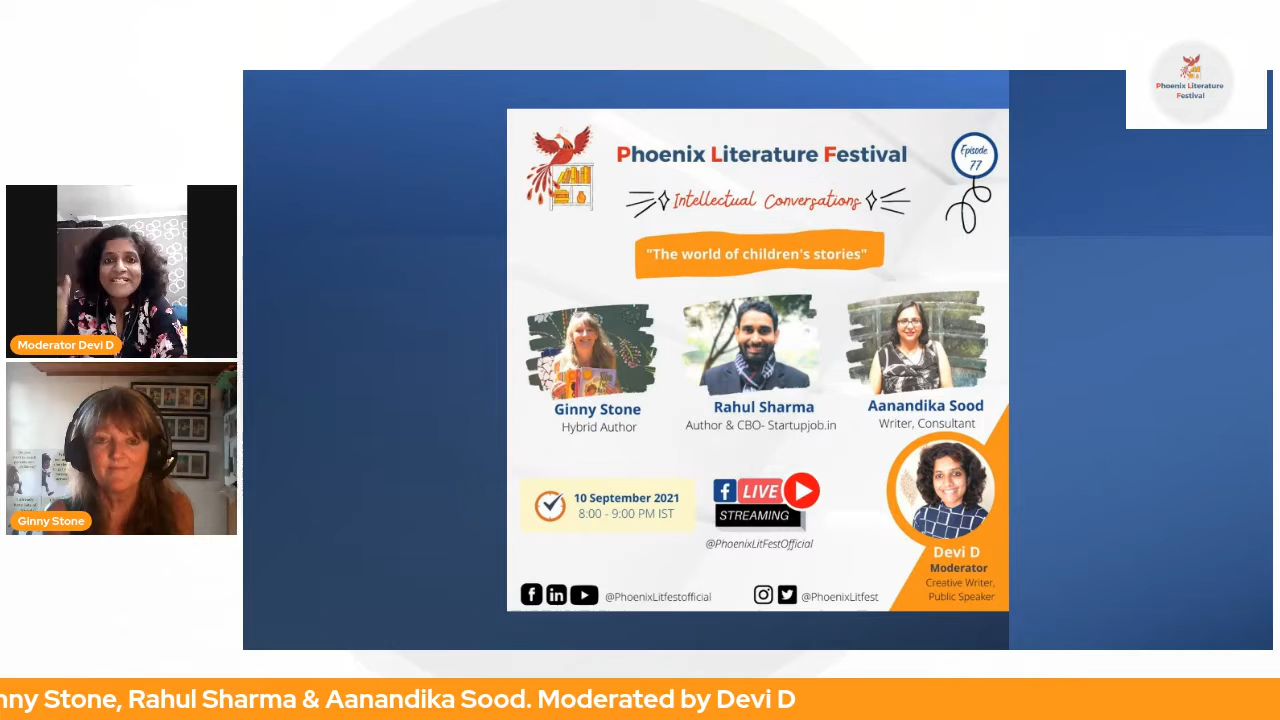 Phoenix Literature
Festival
Phoenix Literature Festival
Episode
77
Intellectual Conversations
"The world of children's stories"
Moderator Devi D
Ginny Stone
Ginny Stone
Hybrid Author
Rahul Sharma
Author & CBO- Startupjob.in
Aanandika Sood
Writer, Consultant
10 September 2021
8:00 - 9:00 PM IST
LIVE
STREAMING
@PhoenixLitFestOfficial
Devi D
Moderator
Creative Writer,
Public Speaker
@PhoenixLitfestofficial
@PhoenixLitfest
nny Stone, Rahul Sharma & Aanandika Sood. Moderated by Devi D